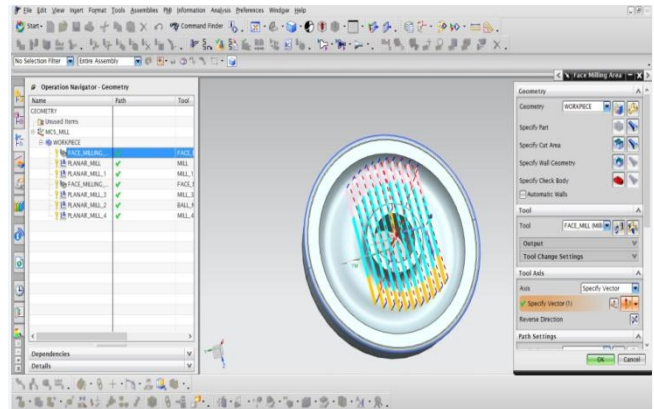 File Edit View Insert Format Tools Assemblies PMI Information Analysis Preferences Window Help
Start
Command Finder
No Selection Filter Entire Assembly
Operation Navigator - Geometry
Name Path Tool
GEOMETRY
Unused Items
MCS_MILL
WORKPIECE
FACE_MILLING_ FACE_
PLANAR_MILL MILL
PLANAR_MILL_1 MILL_1
FACE_MILLING_ FACE_
PLANAR_MILL_3 MILL_3
PLANAR_MILL_2 BALL_
PLANAR_MILL_4 MILL_4
Dependencies
Details
YM
Face Milling Area
Geometry
Geometry WORKPIECE
Specify Part
Specify Cut Area
Specify Wall Geometry
Specify Check Body
Automatic Walls
Tool
Tool FACE_MILL (Mill
Output
Tool Change Settings
Tool Axis
Axis Specify Vector
Specify Vector (1)
Reverse Direction
Path Settings
OK Cancel